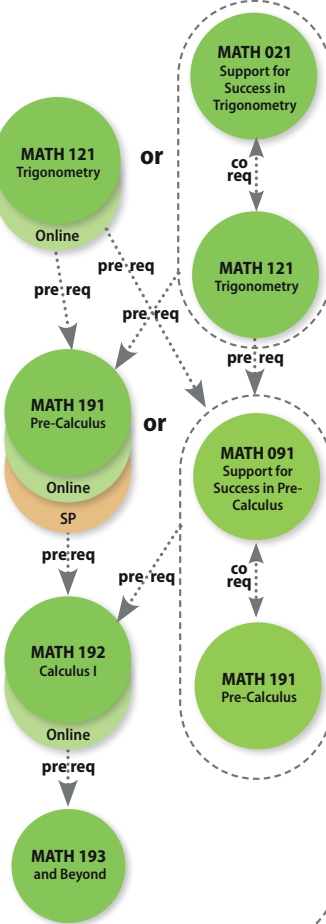 MATH 021
Support for
Success in
Trigonometry
MATH 121
Trigonometry
Online
or
co
req
MATH 121
Trigonometry
pre req
pre req
pre req
pre req
MATH 191
Pre-Calculus
Online
SP
or
MATH 091
Support for
Success in Pre-
Calculus
pre req
pre req
co
req
MATH 192
Calculus I
Online
MATH 191
Pre-Calculus
pre req
MATH 193
and Beyond